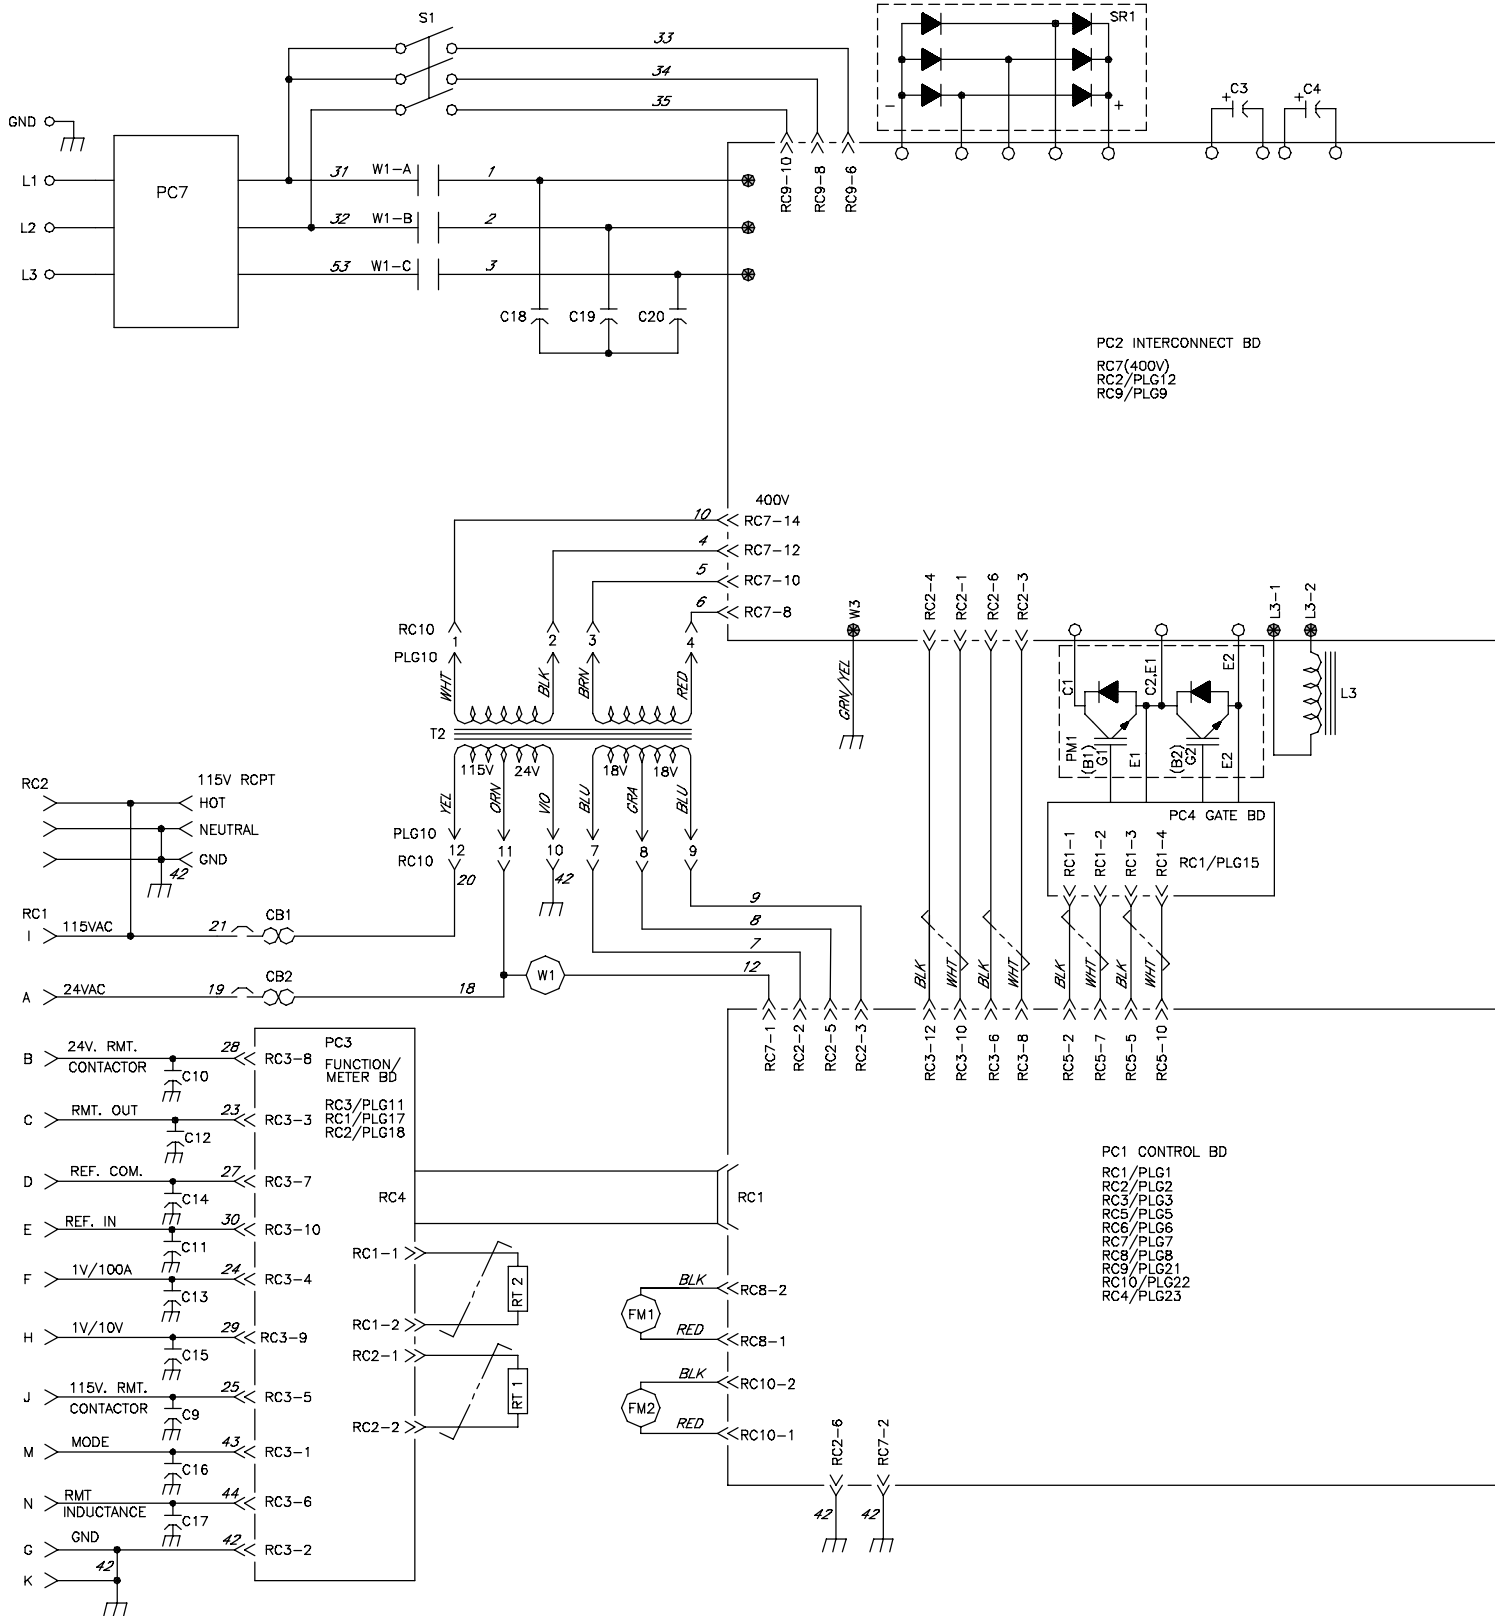 S1
33
34
35
SR1
-
+
+
C3
+
C4
GND
L1
L2
L3
PC7
31
W1-A
1
32
W1-B
2
53
W1-C
3
RC9-10
RC9-8
RC9-6
C18
C19
C20
PC2 INTERCONNECT BD
RC7(400V)
RC2/PLG12
RC9/PLG9
400V
10
RC7-14
4
RC7-12
5
RC7-10
6
RC7-8
RC10
1
2
3
4
PLG10
WHT
BLK
BRN
RED
T2
115V
24V
18V
18V
YEL
ORN
VIO
BLU
GRA
BLU
PLG10
12
11
10
7
8
9
RC10
20
42
W3
GRN/YEL
RC2-4
RC2-1
RC2-6
RC2-3
L3-1
L3-2
L3
C1
C2,E1
E2
PM1
(B1)
G1
E1
(B2)
G2
E2
PC4 GATE BD
RC1/PLG15
RC1-1
RC1-2
RC1-3
RC1-4
RC2
115V RCPT
HOT
NEUTRAL
GND
42
RC1
I
115VAC
21
CB1
A
24VAC
19
CB2
18
W1
9
8
7
12
BLK
WHT
BLK
WHT
BLK
WHT
BLK
WHT
RC7-1
RC2-2
RC2-5
RC2-3
RC3-12
RC3-10
RC3-6
RC3-8
RC5-2
RC5-7
RC5-5
RC5-10
PC3
FUNCTION/
METER BD
RC3/PLG11
RC1/PLG17
RC2/PLG18
B
24V. RMT.
CONTACTOR
28
RC3-8
C10
C
RMT. OUT
23
RC3-3
C12
D
REF. COM.
27
RC3-7
C14
E
REF. IN
30
RC3-10
C11
F
1V/100A
24
RC3-4
C13
H
1V/10V
29
RC3-9
C15
J
115V. RMT.
CONTACTOR
25
RC3-5
C9
M
MODE
43
RC3-1
C16
N
RMT
INDUCTANCE
44
RC3-6
C17
G
GND
42
RC3-2
K
42
RC4
RC1
RC1-1
RT 2
RC1-2
RC2-1
RT 1
RC2-2
BLK
RC8-2
FM1
RED
RC8-1
BLK
RC10-2
FM2
RED
RC10-1
PC1 CONTROL BD
RC1/PLG1
RC2/PLG2
RC3/PLG3
RC5/PLG5
RC6/PLG6
RC7/PLG7
RC8/PLG8
RC9/PLG21
RC10/PLG22
RC4/PLG23
RC2-6
RC7-2
42
42